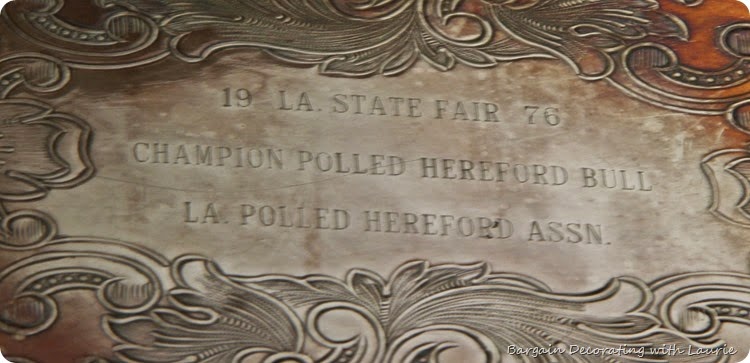 19 LA. STATE FAIR 76
CHAMPION POLLED HEREFORD BULL
LA. POLLED HEREFORD ASSN.
Bargain Decorating with Laurie